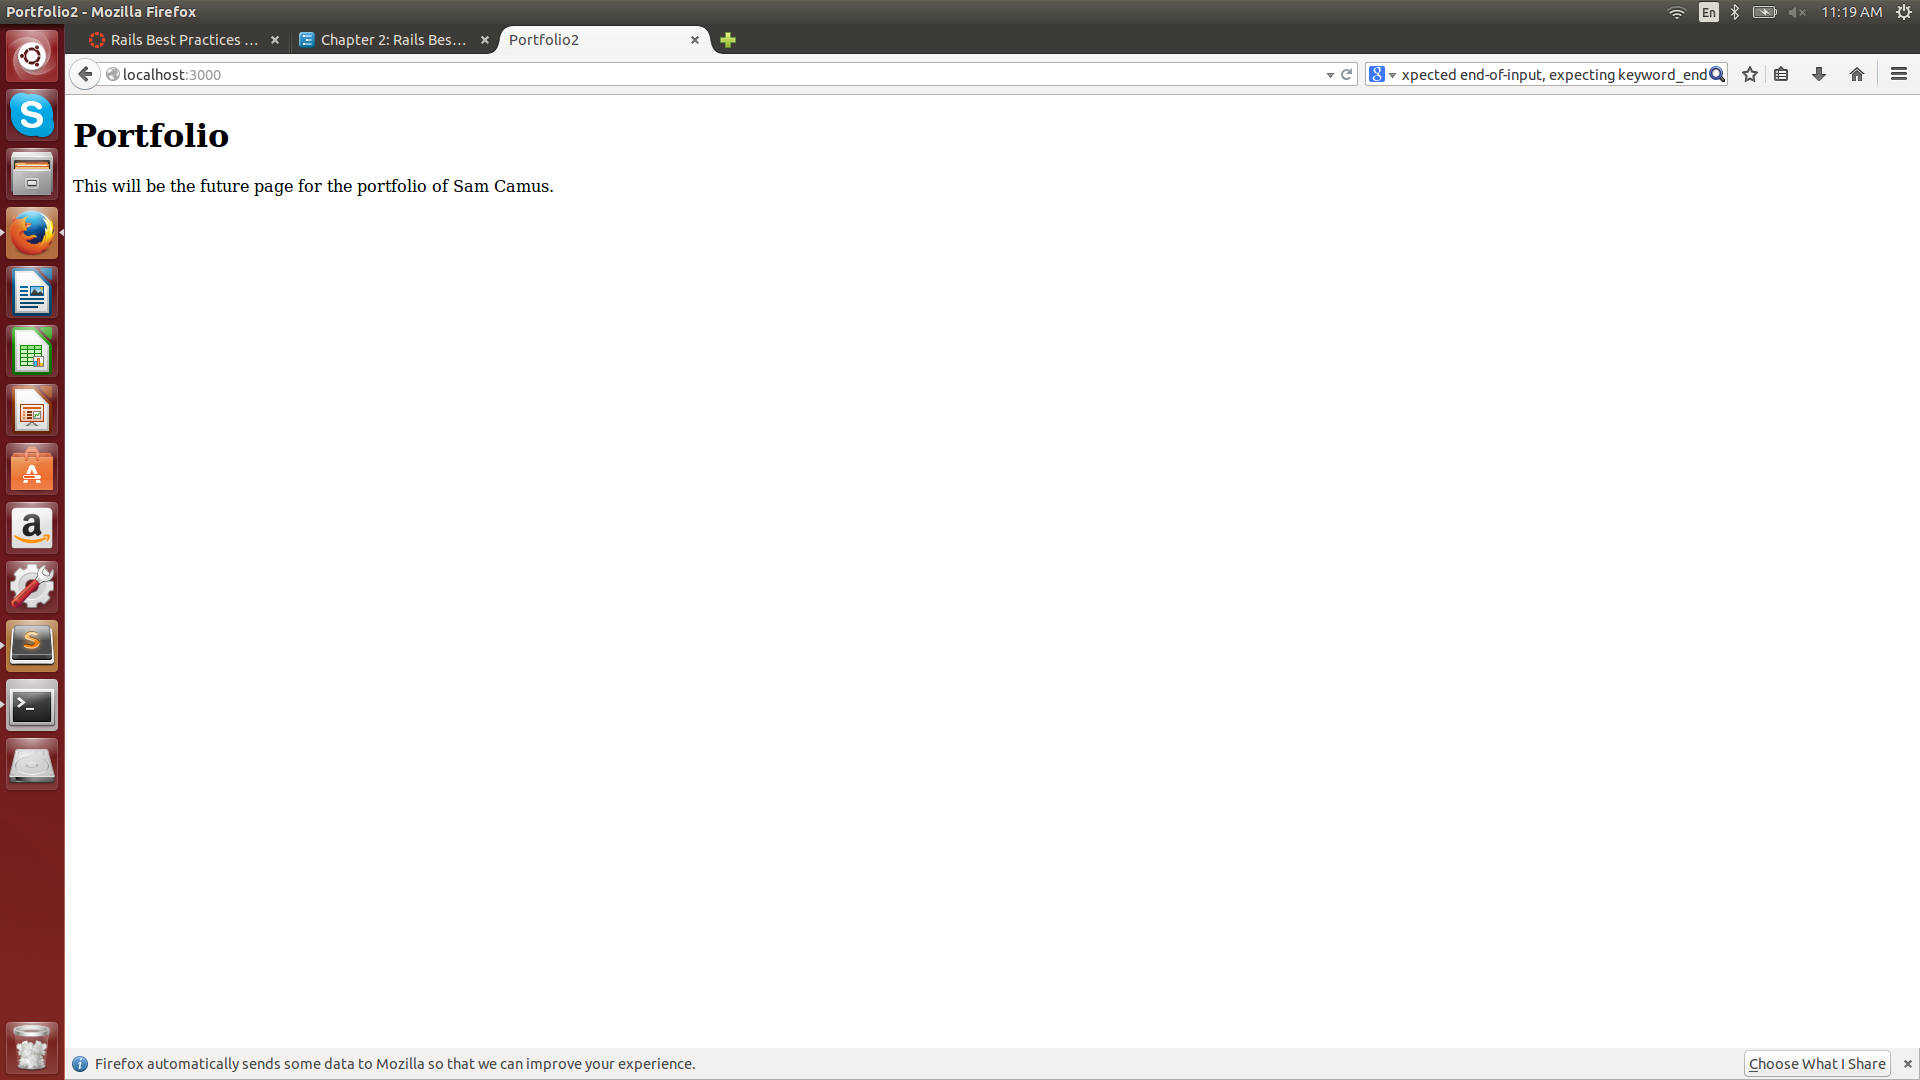 Portfolio2 - Mozilla Firefox
En
11:19 AM
Rails Best Practices ...
Chapter 2: Rails Bes...
Portfolio2
localhost:3000
xpected end-of-input, expecting keyword_end
Portfolio
This will be the future page for the portfolio of Sam Camus.
Firefox automatically sends some data to Mozilla so that we can improve your experience.
Choose What I Share